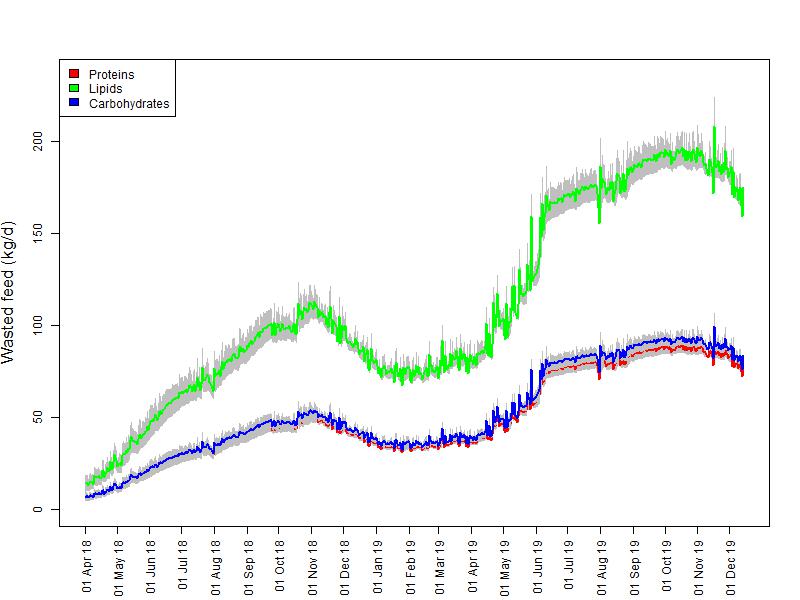 Proteins
Lipids
Carbohydrates
Wasted feed (kg/d)
200
150
100
50
0
01 Apr 18
01 May 18
01 Jun 18
01 Jul 18
01 Aug 18
01 Sep 18
01 Oct 18
01 Nov 18
01 Dec 18
01 Jan 19
01 Feb 19
01 Mar 19
01 Apr 19
01 May 19
01 Jun 19
01 Jul 19
01 Aug 19
01 Sep 19
01 Oct 19
01 Nov 19
01 Dec 19